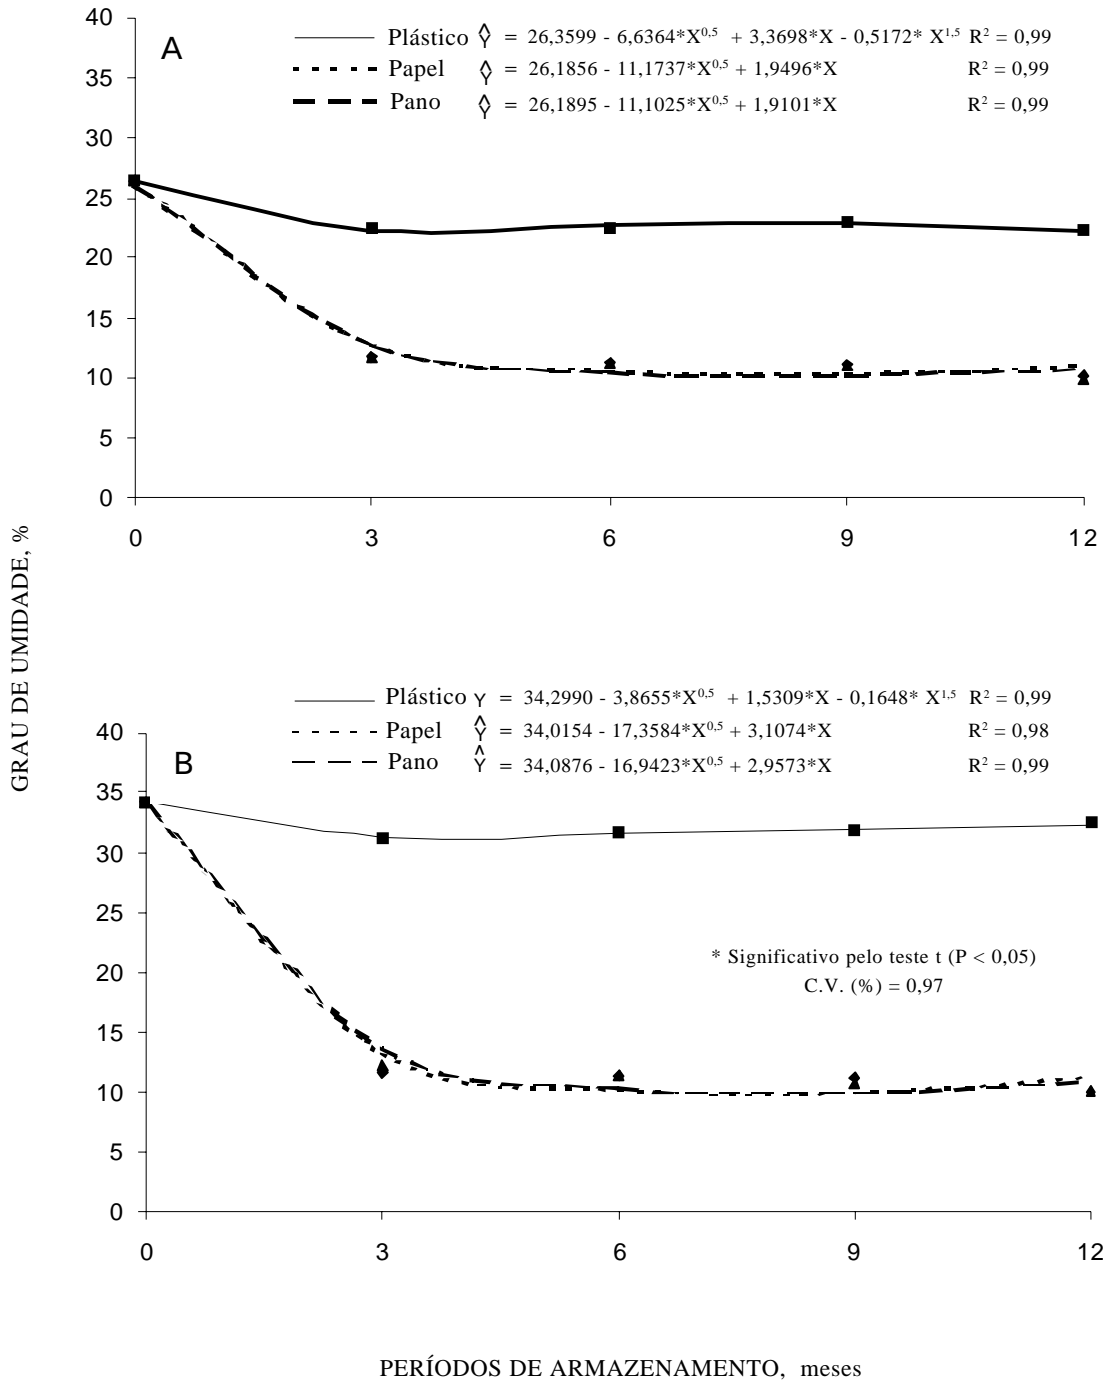 A
Plástico Ŷ = 26,3599 - 6,6364*X^0,5 + 3,3698*X - 0,5172* X^1,5 R² = 0,99
Papel Ŷ = 26,1856 - 11,1737*X^0,5 + 1,9496*X R² = 0,99
Pano Ŷ = 26,1895 - 11,1025*X^0,5 + 1,9101*X R² = 0,99
40
35
30
25
20
15
10
5
0
0 3 6 9 12
GRAU DE UMIDADE, %
B
Plástico Y = 34,2990 - 3,8655*X^0,5 + 1,5309*X - 0,1648* X^1,5 R² = 0,99
Papel Ŷ = 34,0154 - 17,3584*X^0,5 + 3,1074*X R² = 0,98
Pano Ŷ = 34,0876 - 16,9423*X^0,5 + 2,9573*X R² = 0,99
40
35
30
25
20
15
10
5
0
* Significativo pelo teste t (P < 0,05)
C.V. (%) = 0,97
0 3 6 9 12
PERÍODOS DE ARMAZENAMENTO, meses